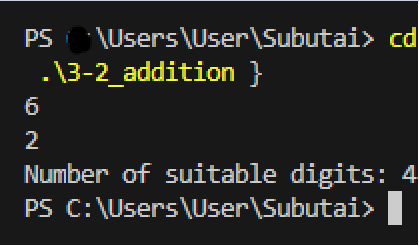 PS \Users\User\Subutai> cd
.\3-2_addition }
6
2
Number of suitable digits: 4
PS C:\Users\User\Subutai>